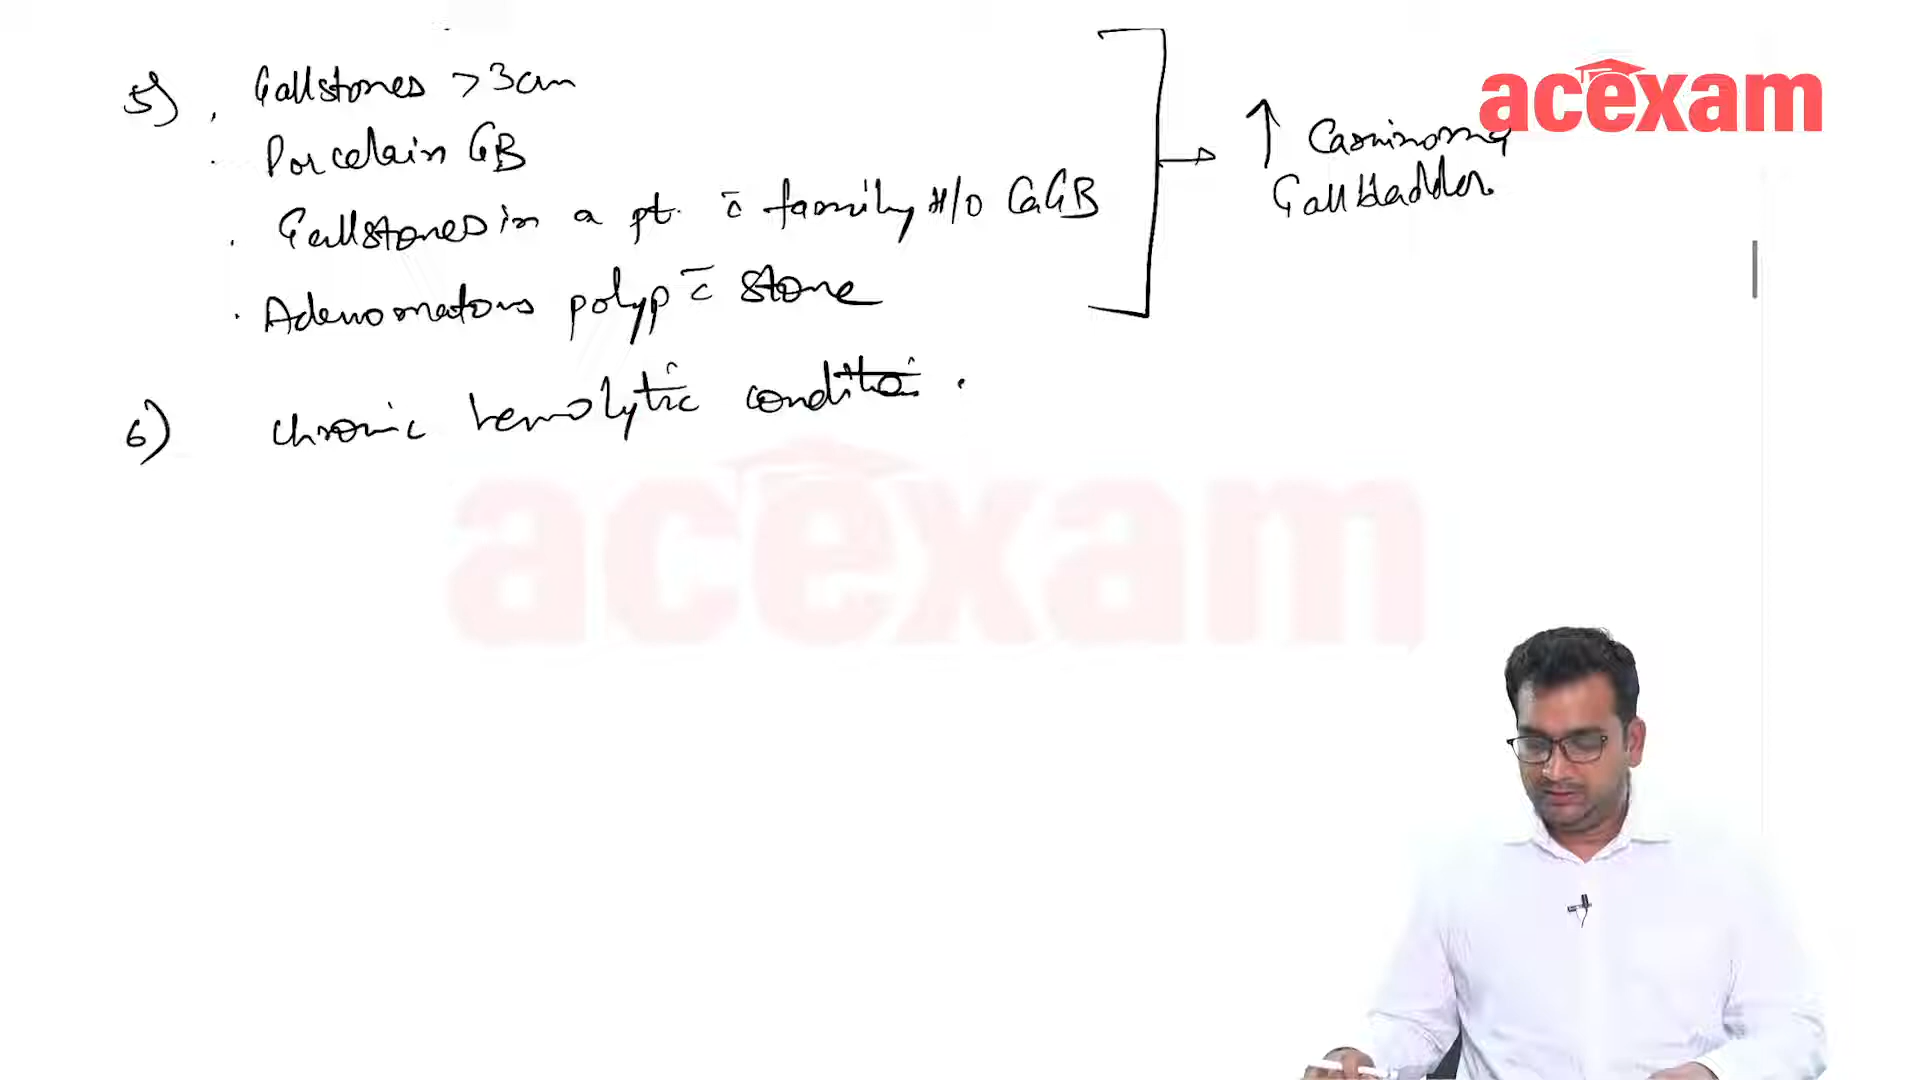 5) . Gallstones >3cm
. Porcelain GB
. Gallstones in a pt. c̄ family H/O CaGB
. Adenomatous polyp c̄ stone
↑ Carcinoma
Gallbladder
6) chronic hemolytic condition .
acexam
acexam